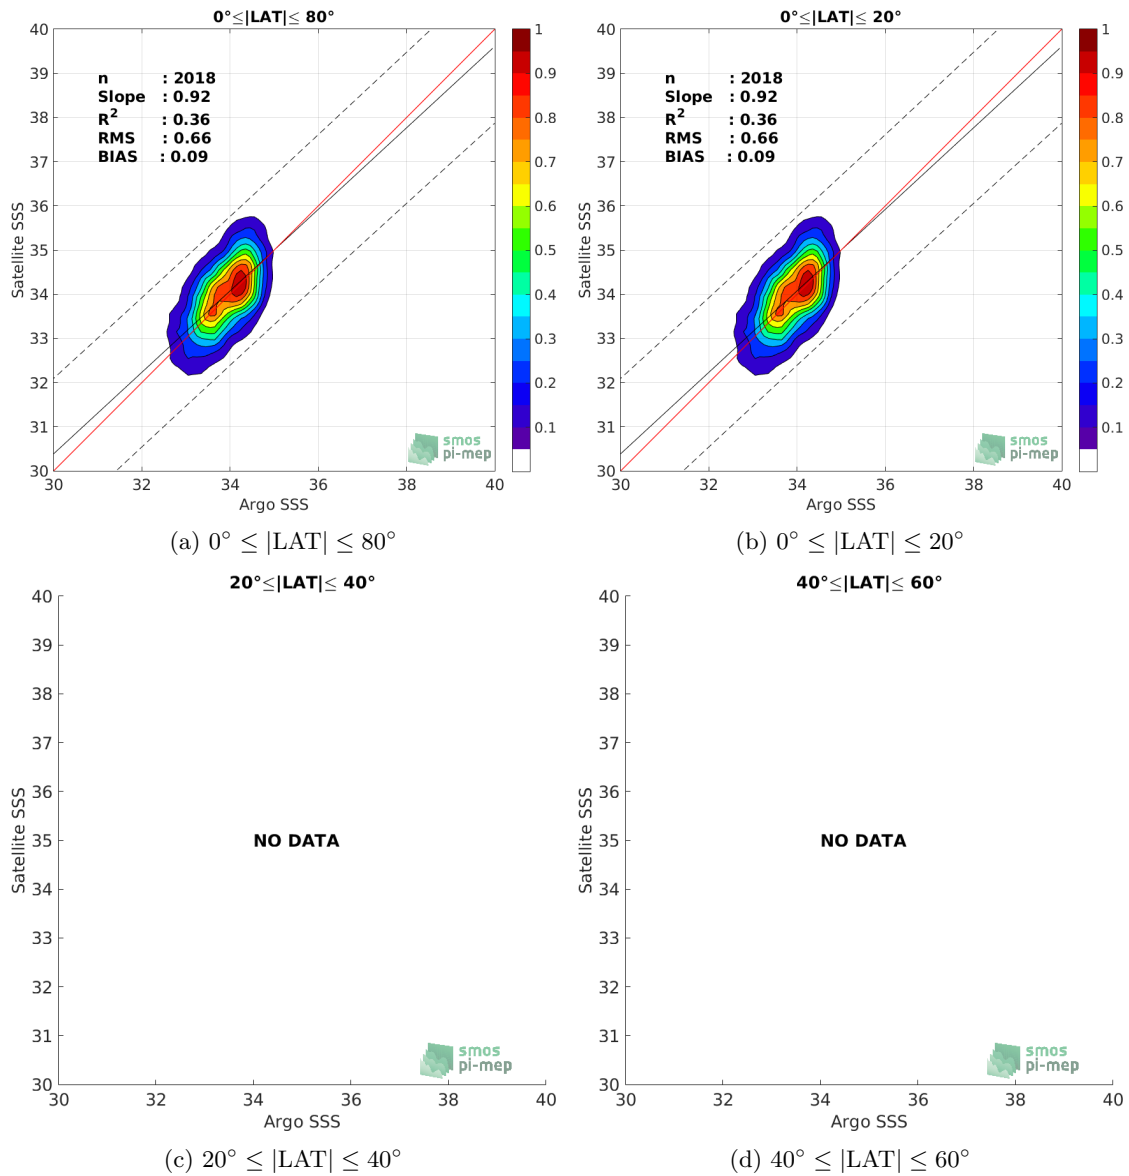 0°≤|LAT|≤ 80°
40
39
38
37
36
35
34
33
32
31
30
Satellite SSS
n : 2018
Slope : 0.92
R2 : 0.36
RMS : 0.66
BIAS : 0.09
smos
pi-mep
30 32 34 36 38 40
Argo SSS
1
0.9
0.8
0.7
0.6
0.5
0.4
0.3
0.2
0.1
(a) 0° ≤ |LAT| ≤ 80°
0°≤|LAT|≤ 20°
40
39
38
37
36
35
34
33
32
31
30
Satellite SSS
n : 2018
Slope : 0.92
R2 : 0.36
RMS : 0.66
BIAS : 0.09
smos
pi-mep
30 32 34 36 38 40
Argo SSS
1
0.9
0.8
0.7
0.6
0.5
0.4
0.3
0.2
0.1
(b) 0° ≤ |LAT| ≤ 20°
20°≤|LAT|≤ 40°
40
39
38
37
36
35
34
33
32
31
30
Satellite SSS
NO DATA
smos
pi-mep
30 32 34 36 38 40
Argo SSS
(c) 20° ≤ |LAT| ≤ 40°
40°≤|LAT|≤ 60°
40
39
38
37
36
35
34
33
32
31
30
Satellite SSS
NO DATA
smos
pi-mep
30 32 34 36 38 40
Argo SSS
(d) 40° ≤ |LAT| ≤ 60°